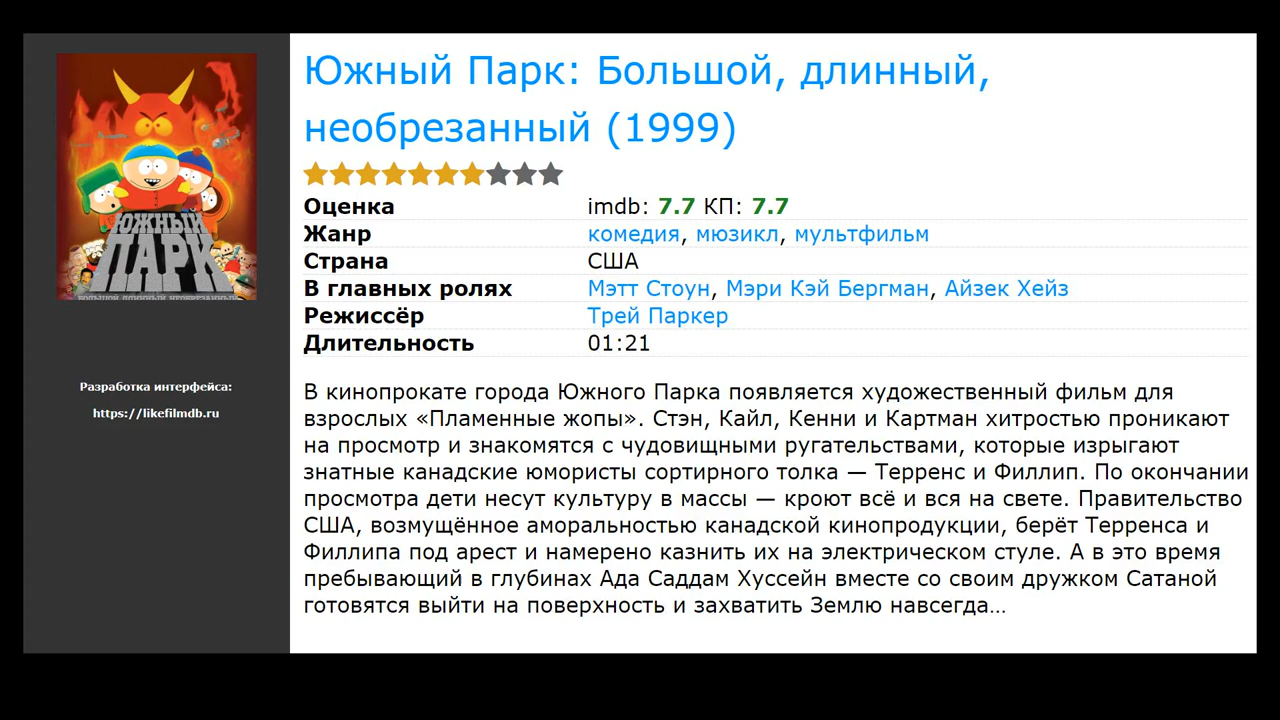 Южный Парк: Большой, длинный,
необрезанный (1999)
Оценка imdb: 7.7 КП: 7.7
Жанр комедия, мюзикл, мультфильм
Страна США
В главных ролях Мэтт Стоун, Мэри Кэй Бергман, Айзек Хейз
Режиссёр Трей Паркер
Длительность 01:21
В кинопрокате города Южного Парка появляется художественный фильм для
взрослых «Пламенные жопы». Стэн, Кайл, Кенни и Картман хитростью проникают
на просмотр и знакомятся с чудовищными ругательствами, которые изрыгают
знатные канадские юмористы сортирного толка — Терренс и Филлип. По окончании
просмотра дети несут культуру в массы — кроют всё и вся на свете. Правительство
США, возмущённое аморальностью канадской кинопродукции, берёт Терренса и
Филлипа под арест и намерено казнить их на электрическом стуле. А в это время
пребывающий в глубинах Ада Саддам Хуссейн вместе со своим дружком Сатаной
готовятся выйти на поверхность и захватить Землю навсегда…
ЮЖНЫЙ
ПАРК
БОЛЬШОЙ ДЛИННЫЙ НЕОБРЕЗАННЫЙ
Разработка интерфейса:
https://likefilmdb.ru